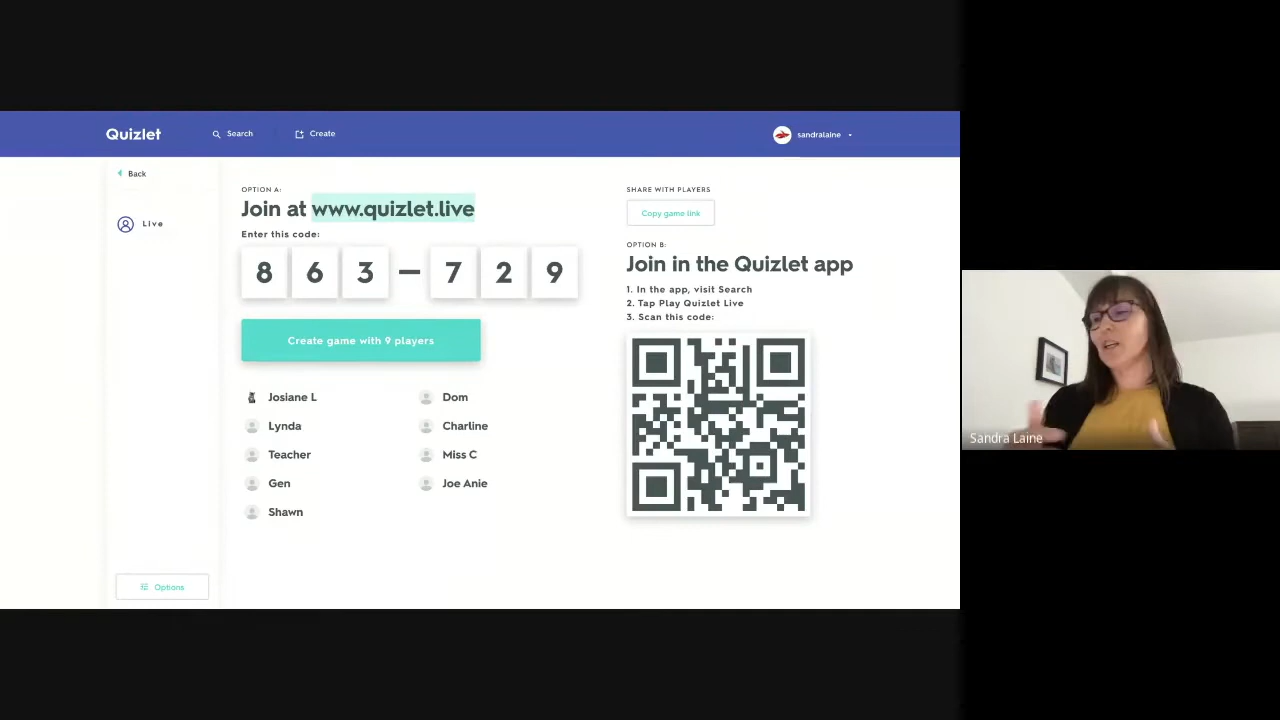 Quizlet
Search
Create
sandralaine
Back
Live
OPTION A:
Join at www.quizlet.live
Enter this code:
8 6 3 – 7 2 9
Create game with 9 players
Josiane L
Dom
Lynda
Charline
Teacher
Miss C
Gen
Joe Anie
Shawn
Options
SHARE WITH PLAYERS
Copy game link
OPTION B:
Join in the Quizlet app
1. In the app, visit Search
2. Tap Play Quizlet Live
3. Scan this code:
Sandra Laine